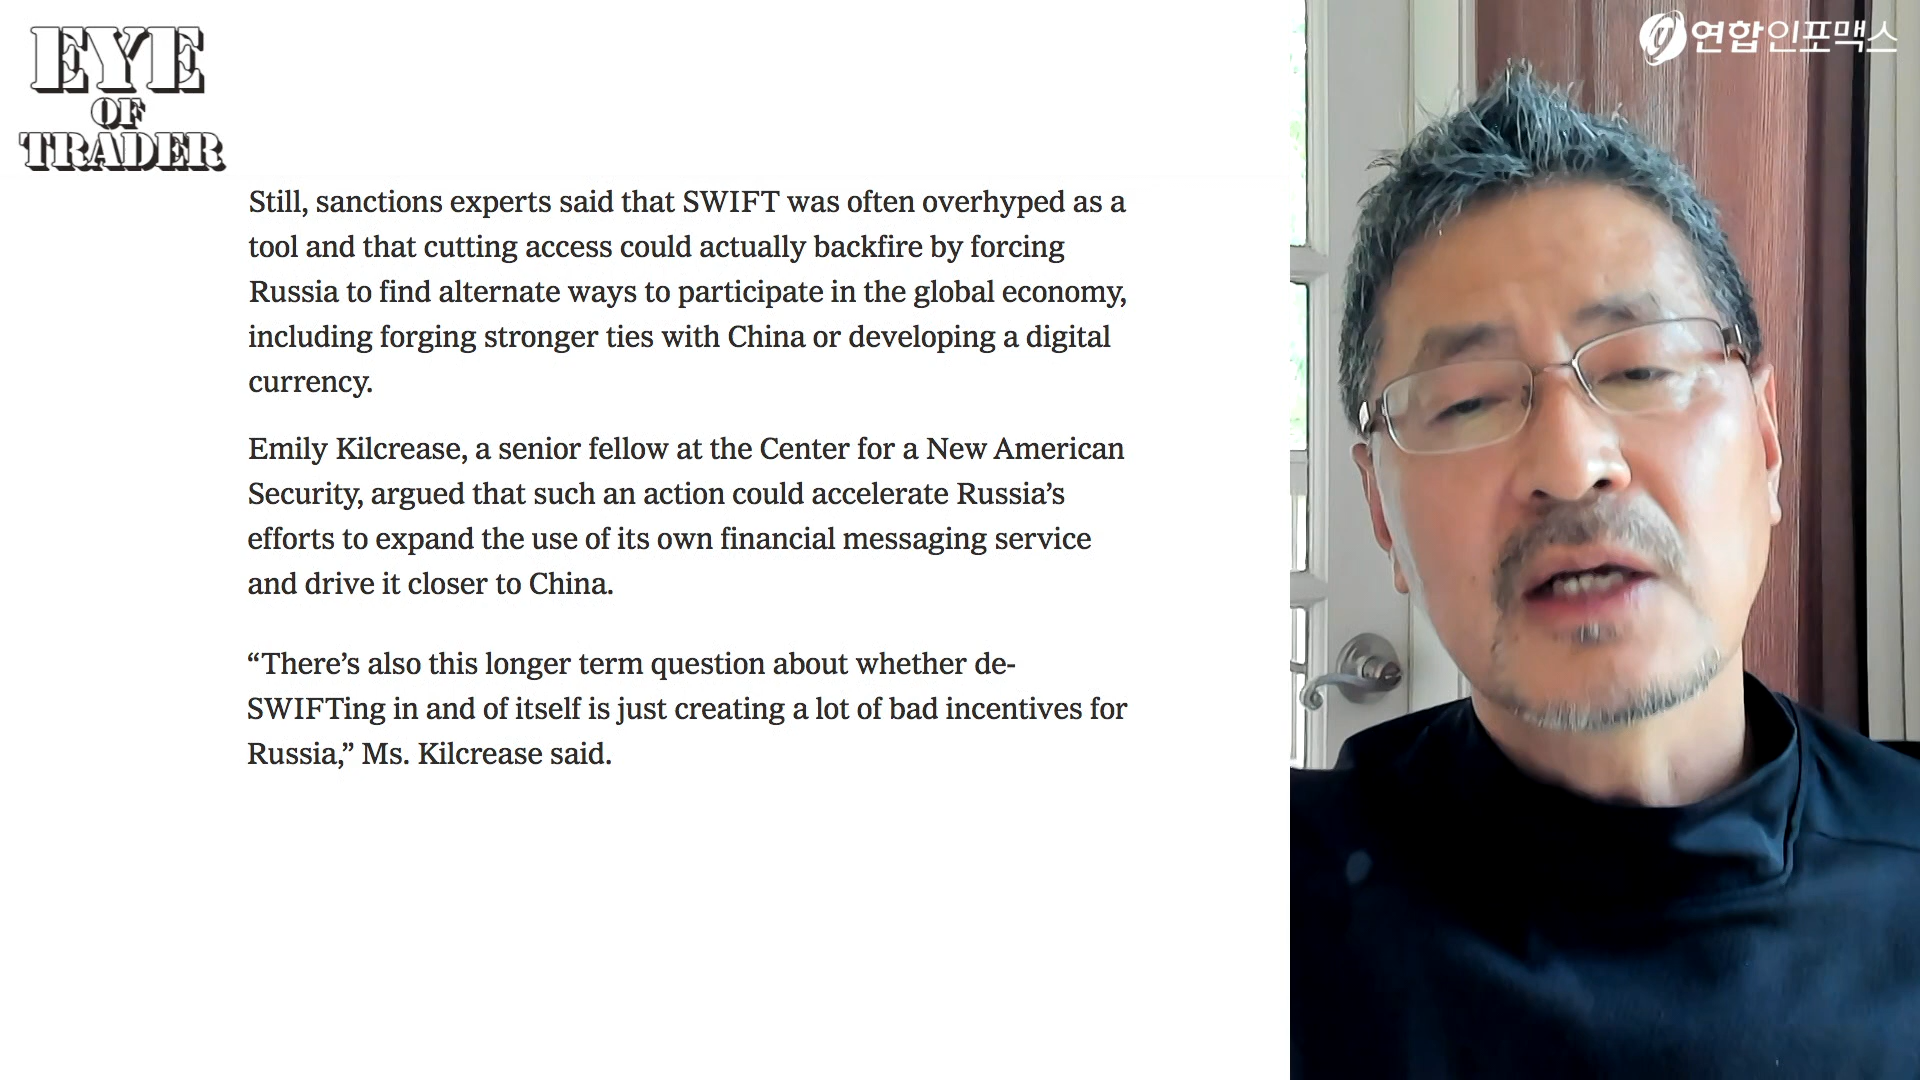 EYE
OF
TRADER
연합인포맥스
Still, sanctions experts said that SWIFT was often overhyped as a
tool and that cutting access could actually backfire by forcing
Russia to find alternate ways to participate in the global economy,
including forging stronger ties with China or developing a digital
currency.
Emily Kilcrease, a senior fellow at the Center for a New American
Security, argued that such an action could accelerate Russia’s
efforts to expand the use of its own financial messaging service
and drive it closer to China.
“There’s also this longer term question about whether de-
SWIFTing in and of itself is just creating a lot of bad incentives for
Russia,” Ms. Kilcrease said.